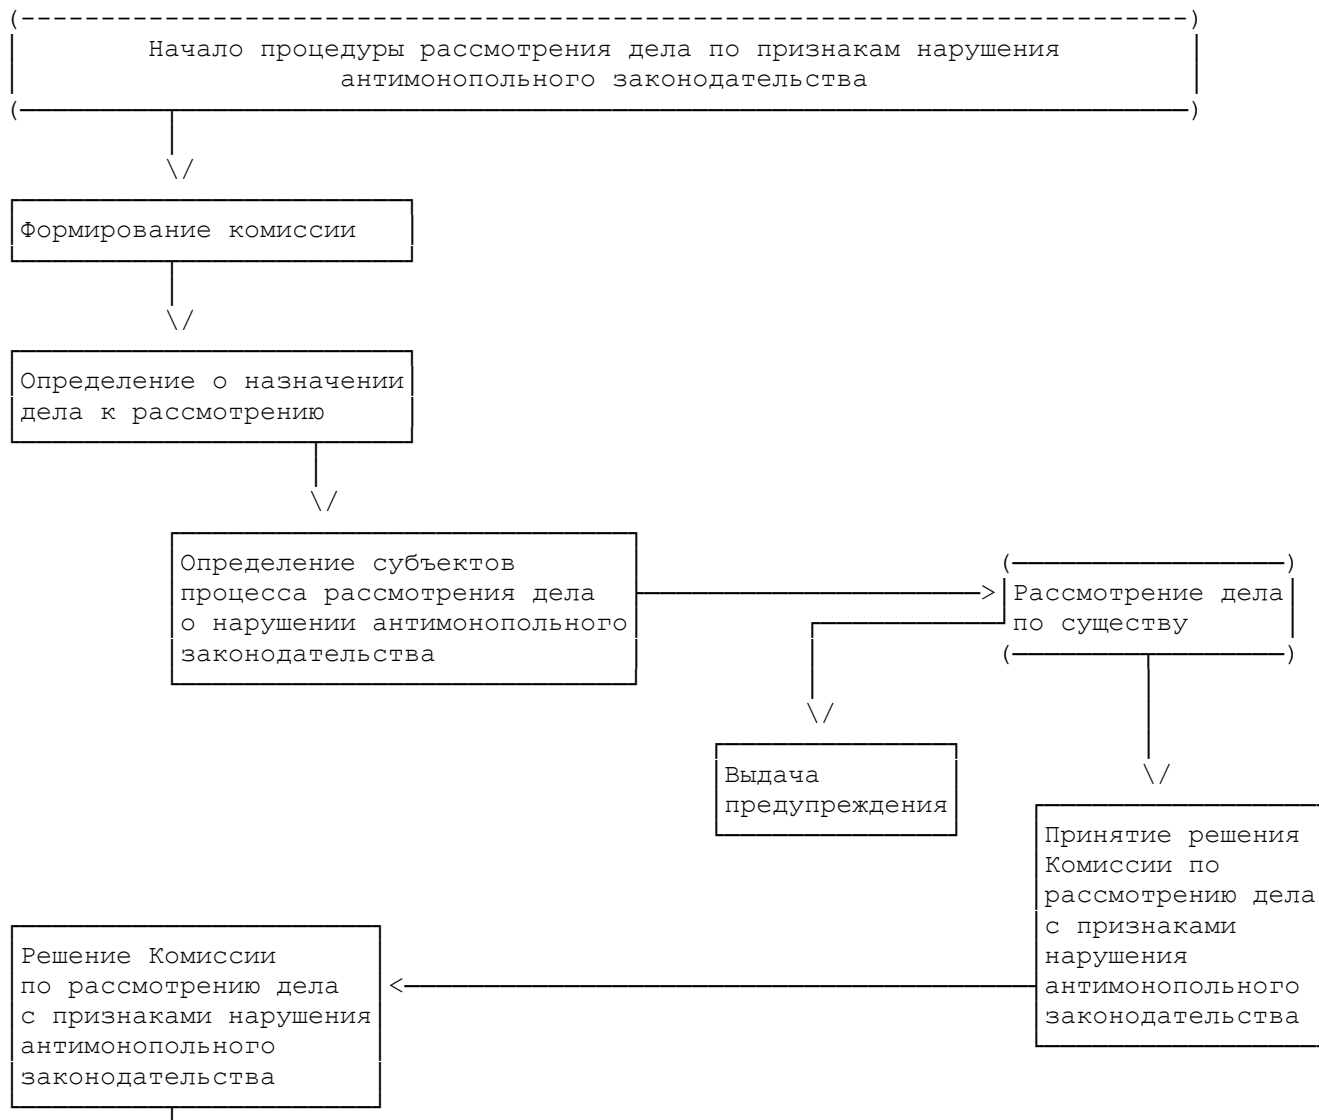 Начало процедуры рассмотрения дела по признакам нарушения
антимонопольного законодательства
Формирование комиссии
Определение о назначении
дела к рассмотрению
Определение субъектов
процесса рассмотрения дела
о нарушении антимонопольного
законодательства
Рассмотрение дела
по существу
Выдача
предупреждения
Принятие решения
Комиссии по
рассмотрению дела
с признаками
нарушения
антимонопольного
законодательства
Решение Комиссии
по рассмотрению дела
с признаками нарушения
антимонопольного
законодательства